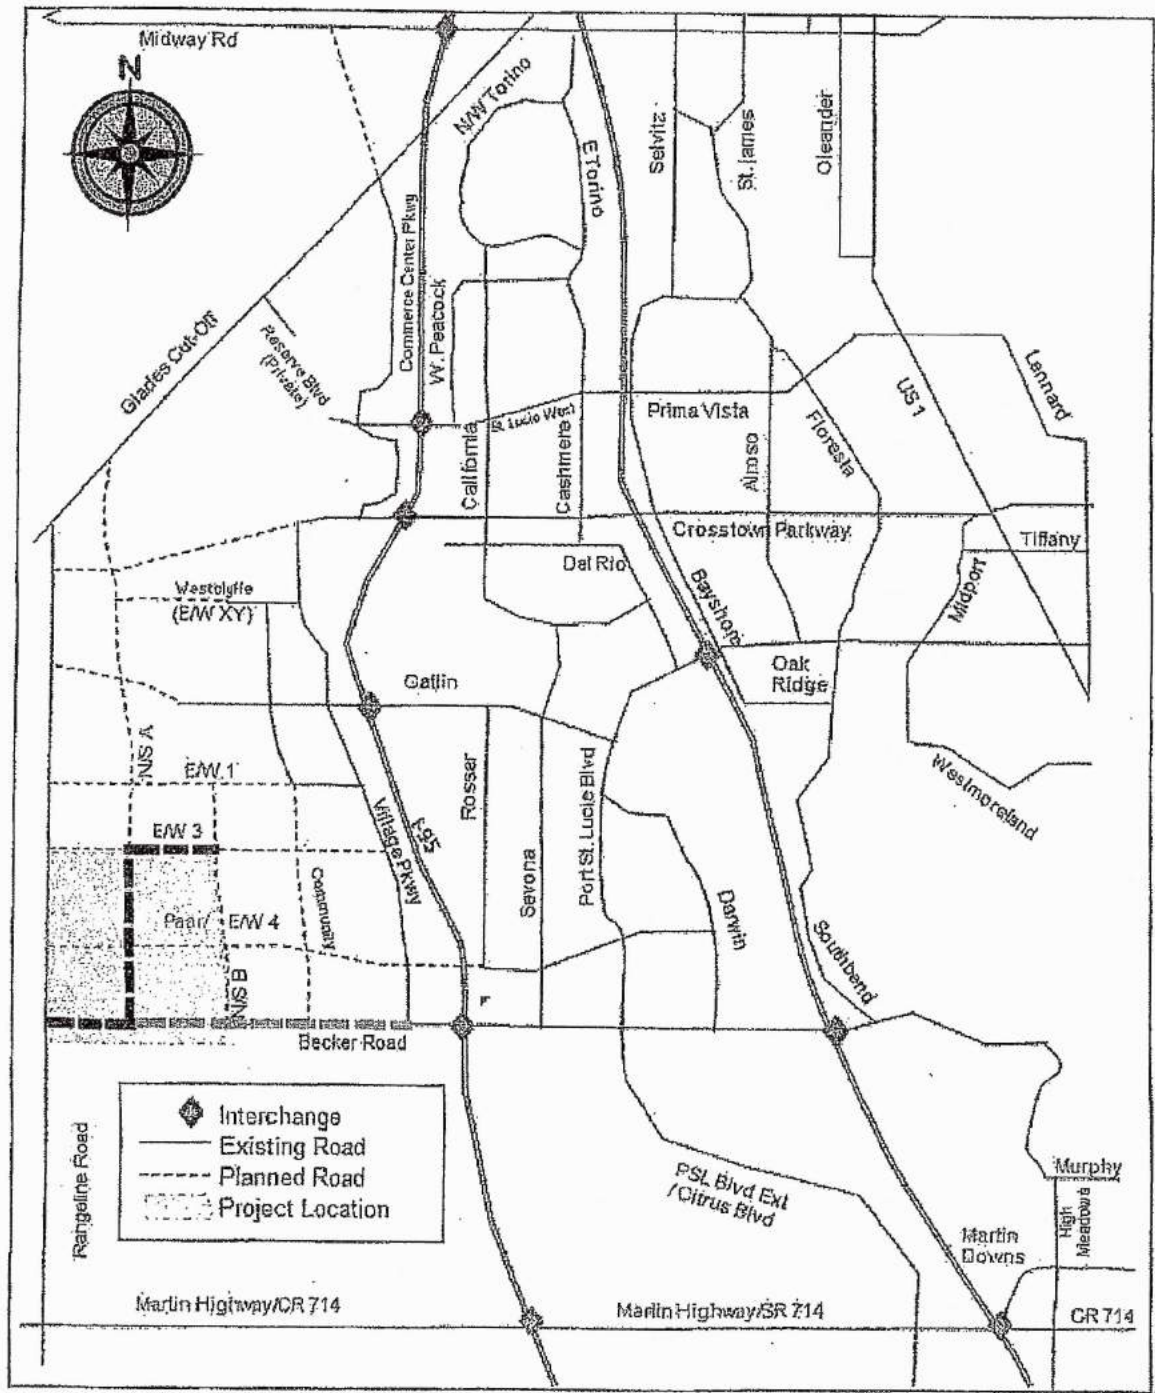 Midway Rd
N
N/W Torino
E Torino
Selvitz
St. James
Oleander
Commerce Center Pkwy
W. Peacock
Glades Cut-Off
Reserve Blvd
(Private)
St. Lucie West
Prima Vista
US 1
Lennard
California
Cashmere
Airoso
Floresta
Crosstown Parkway
Tiffany
Westclyffe
(E/W XY)
Del Rio
Bayshore
Midport
Oak
Ridge
Gatlin
N/S A
E/W 1
Westmoreland
E/W 3
Village Pkwy
I-95
Rosser
Port St. Lucie Blvd
Savona
Community
Paar/ E/W 4
Darwin
Southbend
N/S B
Becker Road
Interchange
Existing Road
Planned Road
Project Location
Rangeline Road
PSL Blvd Ext
/Citrus Blvd
Murphy
High
Meadows
Martin
Downs
Martin Highway/CR 714
Martin Highway/SR 714
CR 714